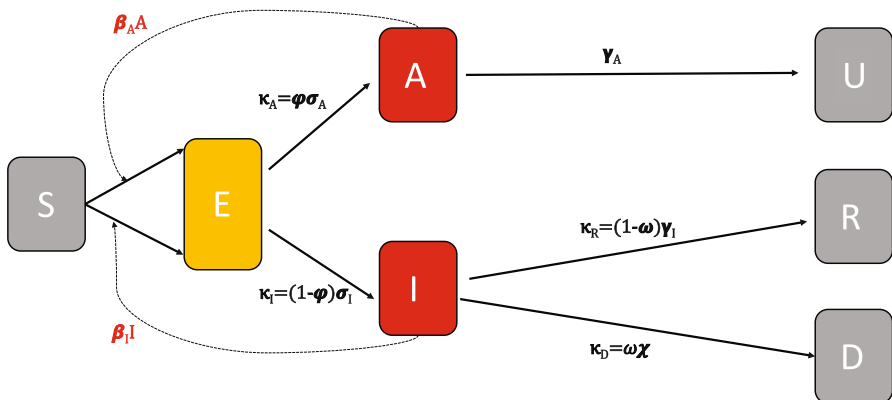 β_A A
A
γ_A
U
κ_A=φσ_A
S
E
κ_R=(1-ω)γ_I
R
κ_I=(1-φ)σ_I
I
β_I I
κ_D=ωχ
D